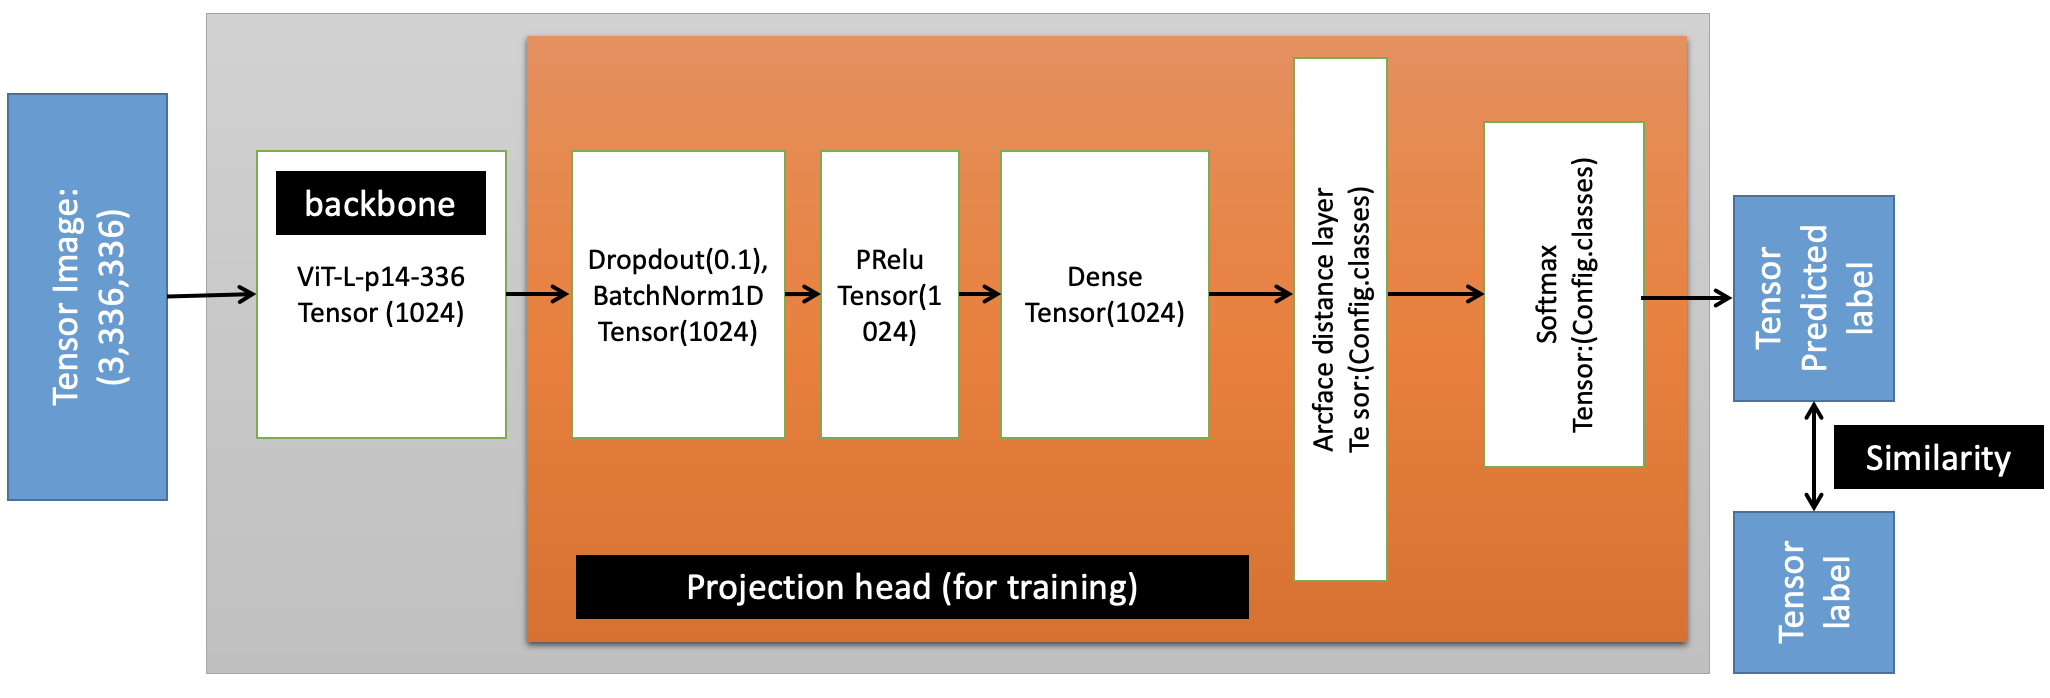 Tensor Image:
(3,336,336)
backbone
ViT-L-p14-336
Tensor (1024)
Dropdout(0.1),
BatchNorm1D
Tensor(1024)
PRelu
Tensor(1
024)
Dense
Tensor(1024)
Arcface distance layer
Te sor:(Config.classes)
Softmax
Tensor:(Config.classes)
Projection head (for training)
Tensor
Predicted
label
Similarity
Tensor
label